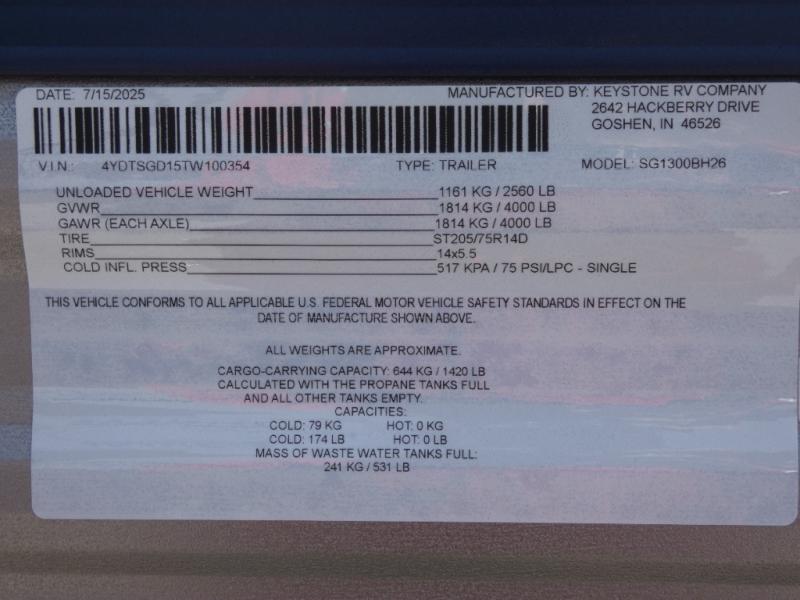 DATE: 7/15/2025
MANUFACTURED BY: KEYSTONE RV COMPANY
2642 HACKBERRY DRIVE
GOSHEN, IN 46526
V I N : 4YDTSGD15TW100354 TYPE: TRAILER MODEL: SG1300BH26
UNLOADED VEHICLE WEIGHT 1161 KG / 2560 LB
GVWR 1814 KG / 4000 LB
GAWR (EACH AXLE) 1814 KG / 4000 LB
TIRE ST205/75R14D
RIMS 14x5.5
COLD INFL. PRESS 517 KPA / 75 PSI/LPC - SINGLE
THIS VEHICLE CONFORMS TO ALL APPLICABLE U.S. FEDERAL MOTOR VEHICLE SAFETY STANDARDS IN EFFECT ON THE
DATE OF MANUFACTURE SHOWN ABOVE.
ALL WEIGHTS ARE APPROXIMATE.
CARGO-CARRYING CAPACITY: 644 KG / 1420 LB
CALCULATED WITH THE PROPANE TANKS FULL
AND ALL OTHER TANKS EMPTY.
CAPACITIES:
COLD: 79 KG HOT: 0 KG
COLD: 174 LB HOT: 0 LB
MASS OF WASTE WATER TANKS FULL:
241 KG / 531 LB